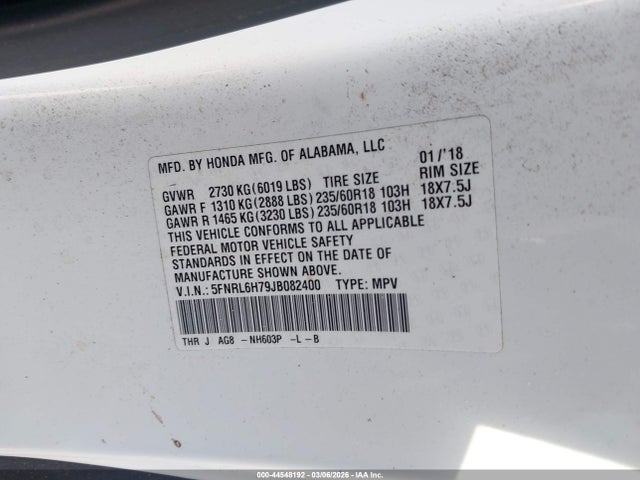 MFD. BY HONDA MFG. OF ALABAMA, LLC 01/'18
GVWR 2730 KG(6019 LBS) TIRE SIZE RIM SIZE
GAWR F 1310 KG(2888 LBS) 235/60R18 103H 18X7.5J
GAWR R 1465 KG(3230 LBS) 235/60R18 103H 18X7.5J
THIS VEHICLE CONFORMS TO ALL APPLICABLE
FEDERAL MOTOR VEHICLE SAFETY
STANDARDS IN EFFECT ON THE DATE OF
MANUFACTURE SHOWN ABOVE.
V.I.N.: 5FNRL6H79JB082400 TYPE: MPV
THR J AG8 -NH603P -L -B
000-44548192 - 03/06/2026 - IAA Corp.